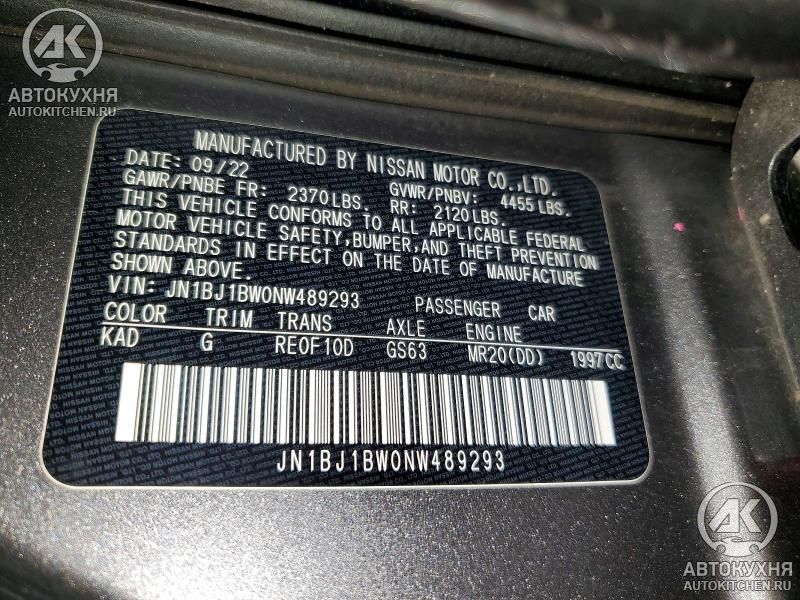 АК
АВТОКУХНЯ
AUTOKITCHEN.RU
MANUFACTURED BY NISSAN MOTOR CO.,LTD.
DATE: 09/22
GAWR/PNBE FR: 2370 LBS. GVWR/PNBV: 4455 LBS.
RR: 2120 LBS.
THIS VEHICLE CONFORMS TO ALL APPLICABLE FEDERAL
MOTOR VEHICLE SAFETY,BUMPER,AND THEFT PREVENTION
STANDARDS IN EFFECT ON THE DATE OF MANUFACTURE
SHOWN ABOVE.
VIN: JN1BJ1BW0NW489293 PASSENGER CAR
COLOR TRIM TRANS AXLE ENGINE
KAD G RE0F10D GS63 MR20(DD) 1997CC
JN1BJ1BW0NW489293
АК
АВТОКУХНЯ
AUTOKITCHEN.RU